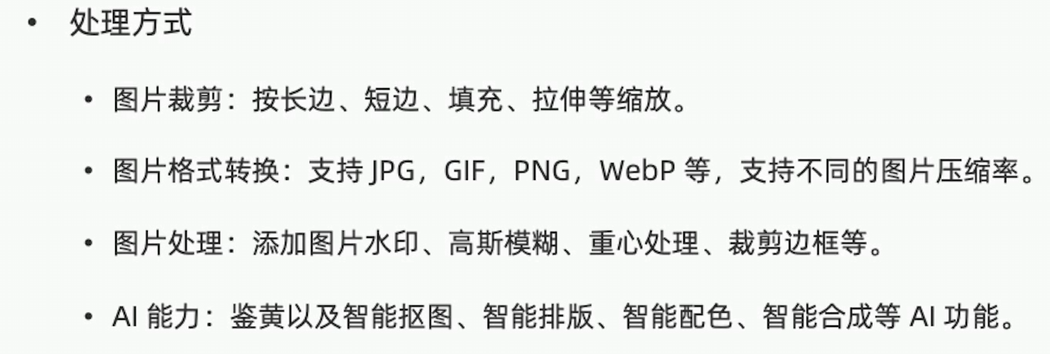 • 处理方式
• 图片裁剪：按长边、短边、填充、拉伸等缩放。
• 图片格式转换：支持 JPG，GIF，PNG，WebP 等，支持不同的图片压缩率。
• 图片处理：添加图片水印、高斯模糊、重心处理、裁剪边框等。
• AI 能力：鉴黄以及智能抠图、智能排版、智能配色、智能合成等 AI 功能。